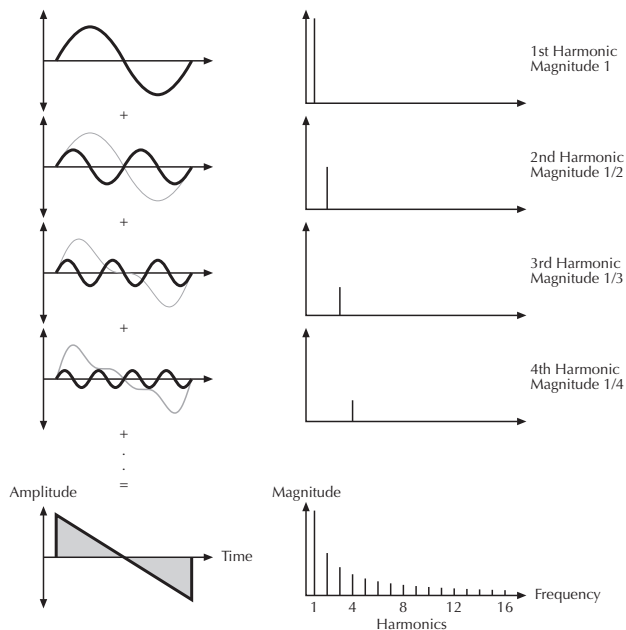 1st Harmonic
Magnitude 1
+
2nd Harmonic
Magnitude 1/2
+
3rd Harmonic
Magnitude 1/3
+
4th Harmonic
Magnitude 1/4
+
.
.
=
Amplitude
Magnitude
Time
Frequency
1 4 8 12 16
Harmonics